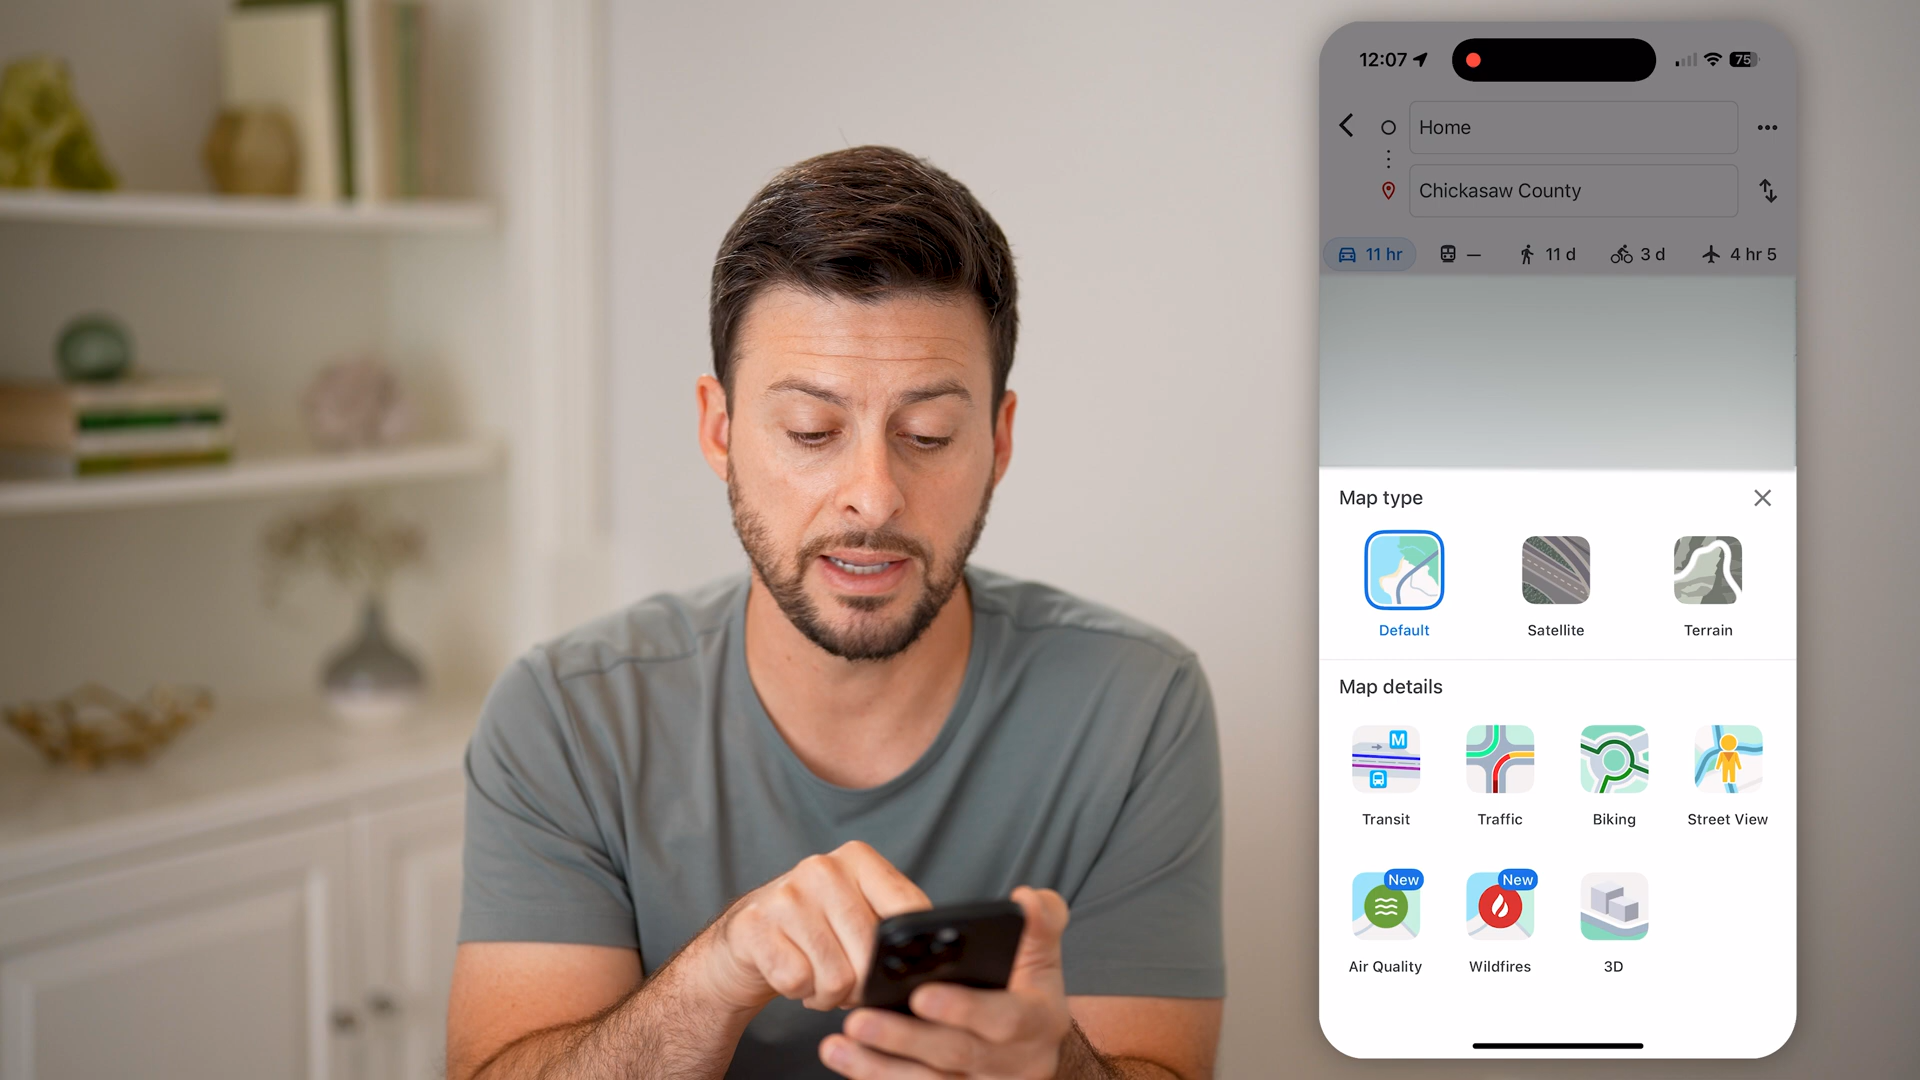 12:07
75
Home
Chickasaw County
11 hr
—
11 d
3 d
4 hr 5
Map type
Default
Satellite
Terrain
Map details
M
Transit
Traffic
Biking
Street View
New
New
Air Quality
Wildfires
3D